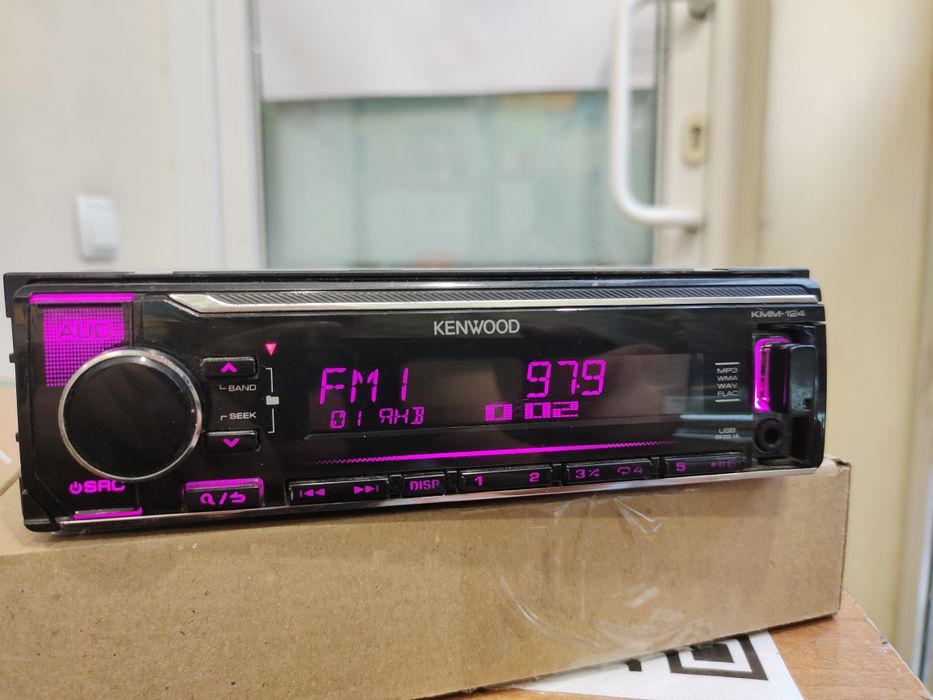 KENWOOD
KMM-124
AUD
BAND
SEEK
FM1 97.9
01 ЯНВ 0 02
MP3
WMA
WAV
FLAC
USB
SRC
DISP
1 2 3 4 5